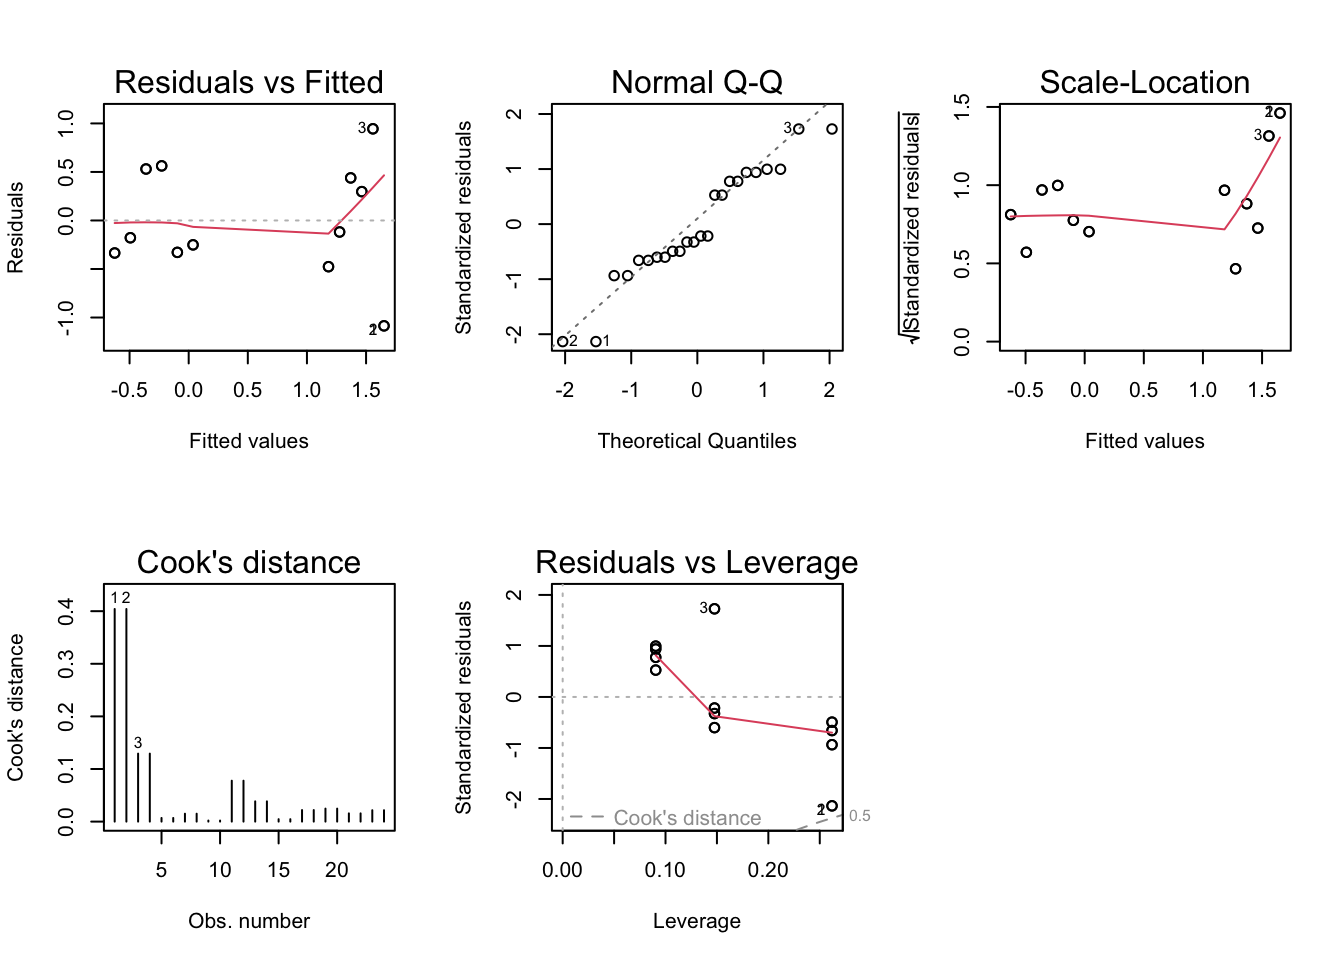 Residuals vs Fitted
Residuals
1.0
0.5
0.0
-1.0
3
2
1
-0.5 0.0 0.5 1.0 1.5
Fitted values
Normal Q-Q
Standardized residuals
2
1
0
-1
-2
3
2
1
-2 -1 0 1 2
Theoretical Quantiles
Scale-Location
√|Standardized residuals|
1.5
1.0
0.5
0.0
2
1
3
-0.5 0.0 0.5 1.0 1.5
Fitted values
Cook's distance
Cook's distance
0.4
0.3
0.2
0.1
0.0
1 2
3
5 10 15 20
Obs. number
Residuals vs Leverage
Standardized residuals
2
1
0
-1
-2
3
2
1
Cook's distance
0.5
0.00 0.10 0.20
Leverage